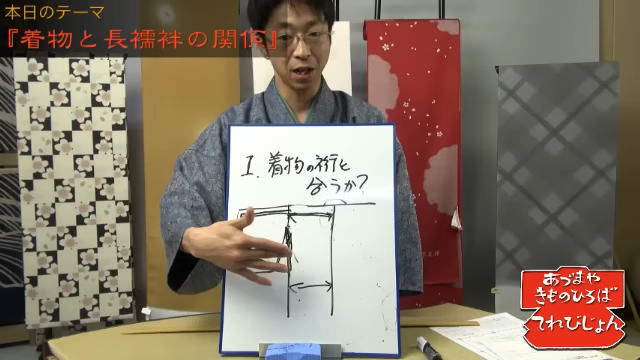 本日のテーマ
『着物と長襦袢の関係』
I. 着物の裄と
合うか?
あづまや
きものひろば
てれびじょん